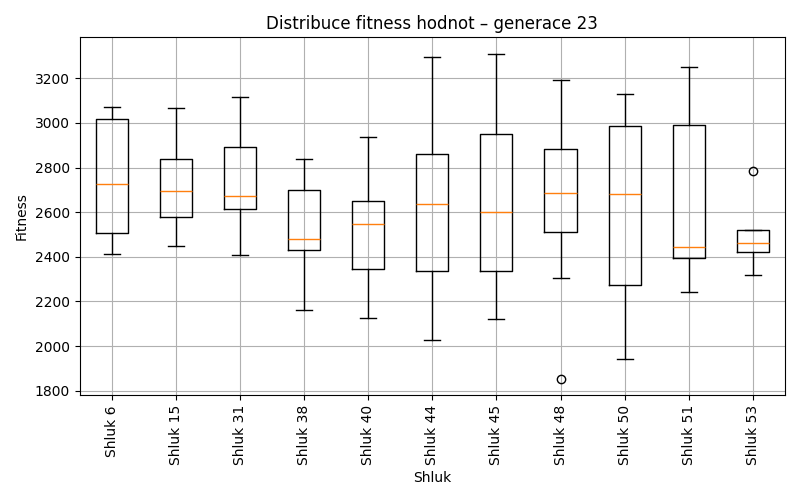 Distribuce fitness hodnot – generace 23
Fitness
3200
3000
2800
2600
2400
2200
2000
1800
Shluk 6
Shluk 15
Shluk 31
Shluk 38
Shluk 40
Shluk 44
Shluk 45
Shluk 48
Shluk 50
Shluk 51
Shluk 53
Shluk